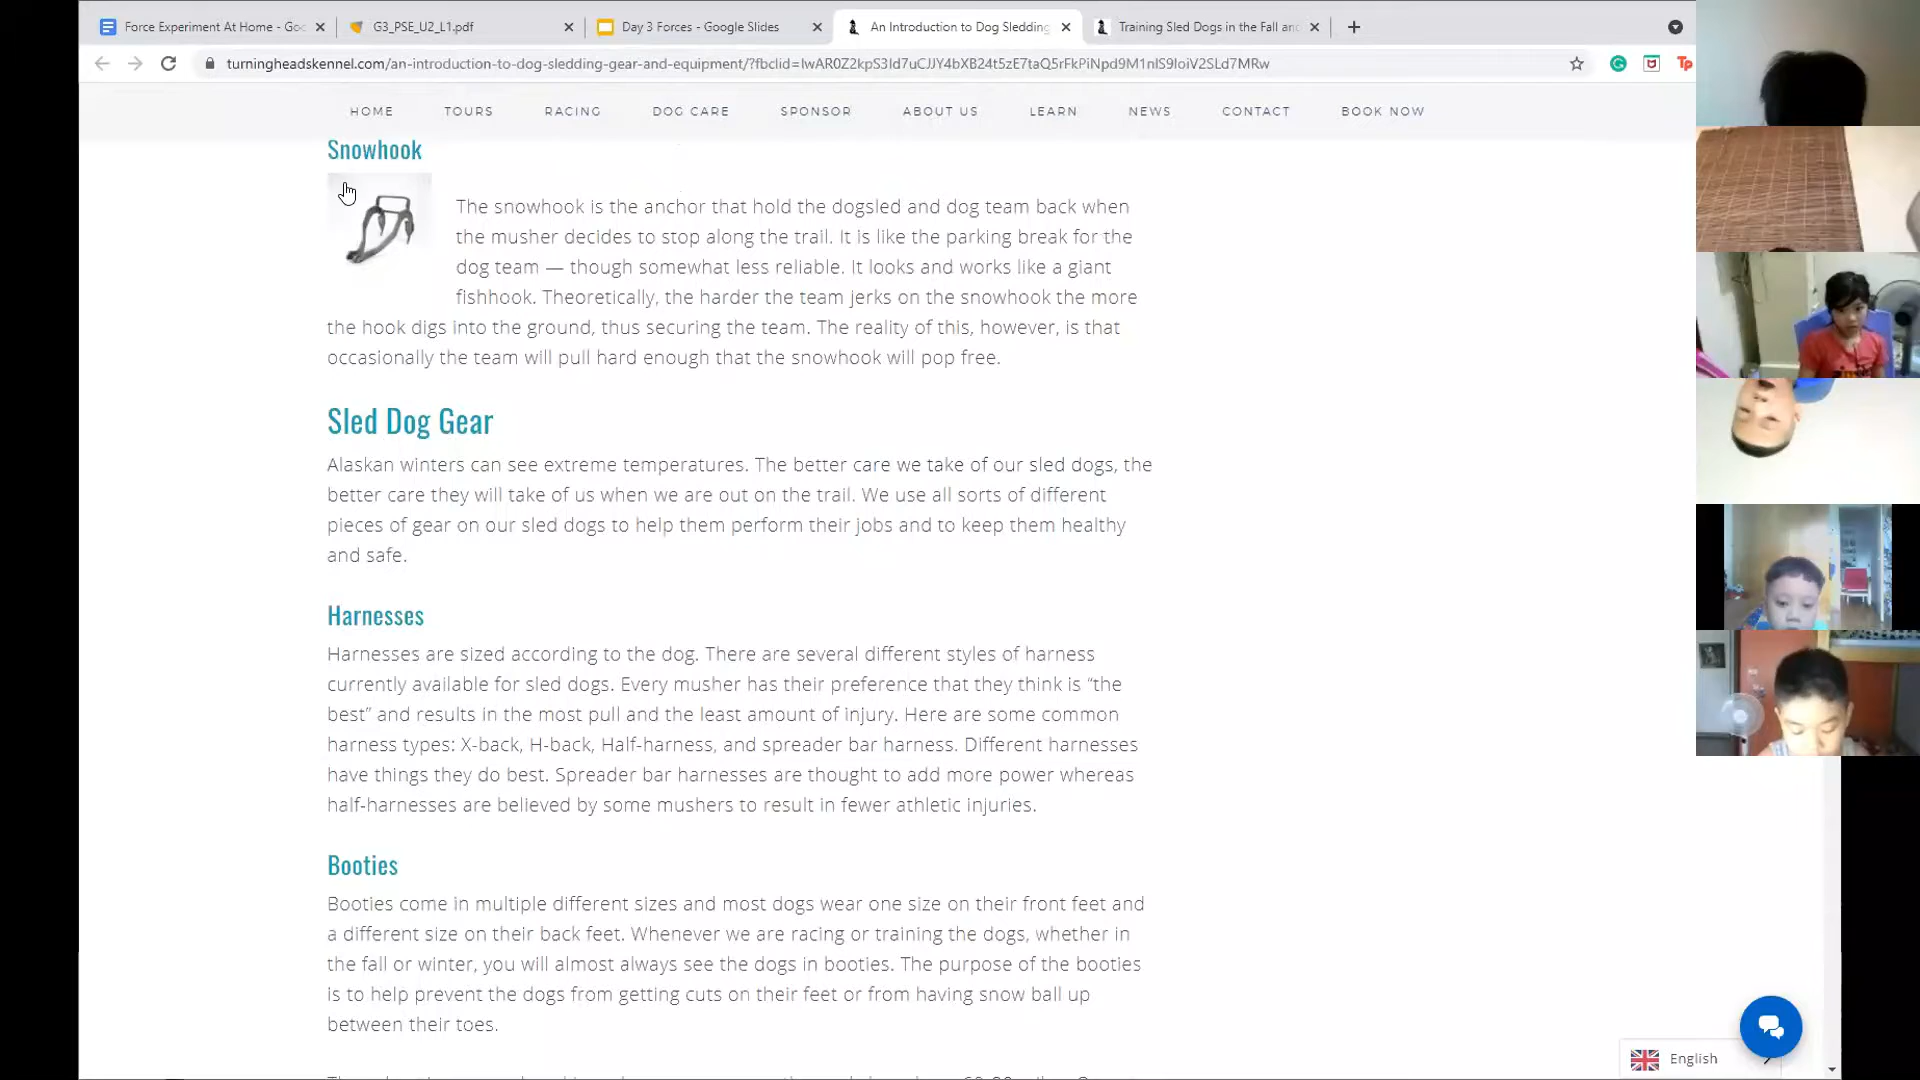 Force Experiment At Home - Goo
G3_PSE_U2_L1.pdf
Day 3 Forces - Google Slides
An Introduction to Dog Sledding
Training Sled Dogs in the Fall an
HOME TOURS RACING DOG CARE SPONSOR ABOUT US LEARN NEWS CONTACT BOOK NOW
Snowhook
The snowhook is the anchor that hold the dogsled and dog team back when
the musher decides to stop along the trail. It is like the parking break for the
dog team — though somewhat less reliable. It looks and works like a giant
fishhook. Theoretically, the harder the team jerks on the snowhook the more
the hook digs into the ground, thus securing the team. The reality of this, however, is that
occasionally the team will pull hard enough that the snowhook will pop free.
Sled Dog Gear
Alaskan winters can see extreme temperatures. The better care we take of our sled dogs, the
better care they will take of us when we are out on the trail. We use all sorts of different
pieces of gear on our sled dogs to help them perform their jobs and to keep them healthy
and safe.
Harnesses
Harnesses are sized according to the dog. There are several different styles of harness
currently available for sled dogs. Every musher has their preference that they think is “the
best” and results in the most pull and the least amount of injury. Here are some common
harness types: X-back, H-back, Half-harness, and spreader bar harness. Different harnesses
have things they do best. Spreader bar harnesses are thought to add more power whereas
half-harnesses are believed by some mushers to result in fewer athletic injuries.
Booties
Booties come in multiple different sizes and most dogs wear one size on their front feet and
a different size on their back feet. Whenever we are racing or training the dogs, whether in
the fall or winter, you will almost always see the dogs in booties. The purpose of the booties
is to help prevent the dogs from getting cuts on their feet or from having snow ball up
between their toes.
English